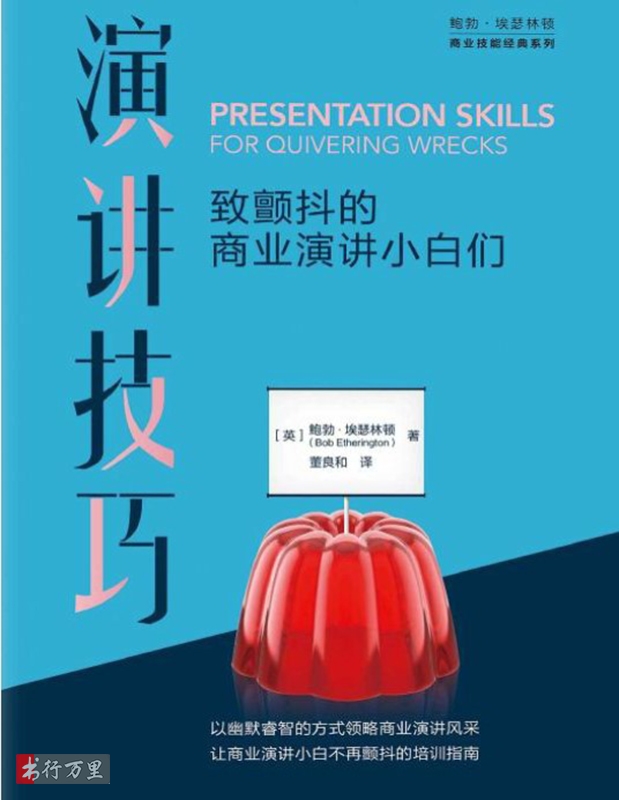 鲍勃·埃瑟林顿
商业技能经典系列
演讲技巧
PRESENTATION SKILLS
FOR QUIVERING WRECKS
致颤抖的
商业演讲小白们
[英] 鲍勃·埃瑟林顿 著
(Bob Etherington)
董良和 译
以幽默睿智的方式领略商业演讲风采
让商业演讲小白不再颤抖的培训指南
书行万里